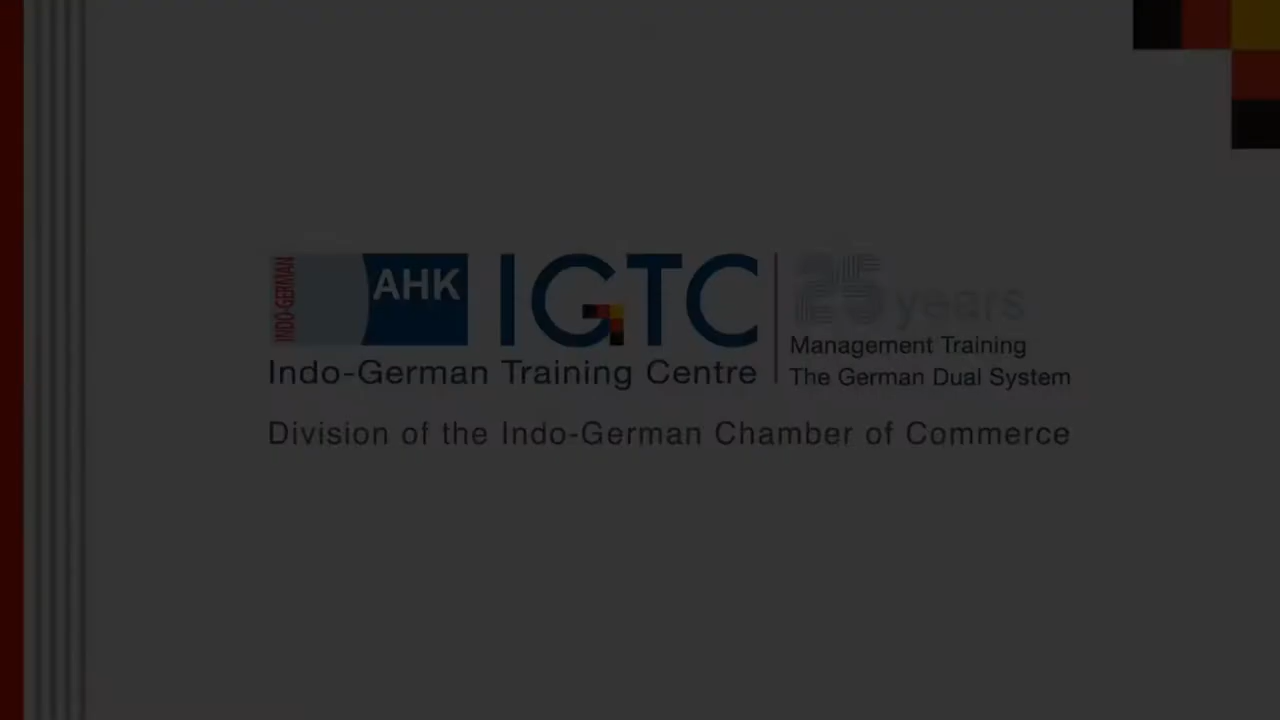 INDO-GERMAN
AHK
IGTC
Indo-German Training Centre
25 years
Management Training
The German Dual System
Division of the Indo-German Chamber of Commerce